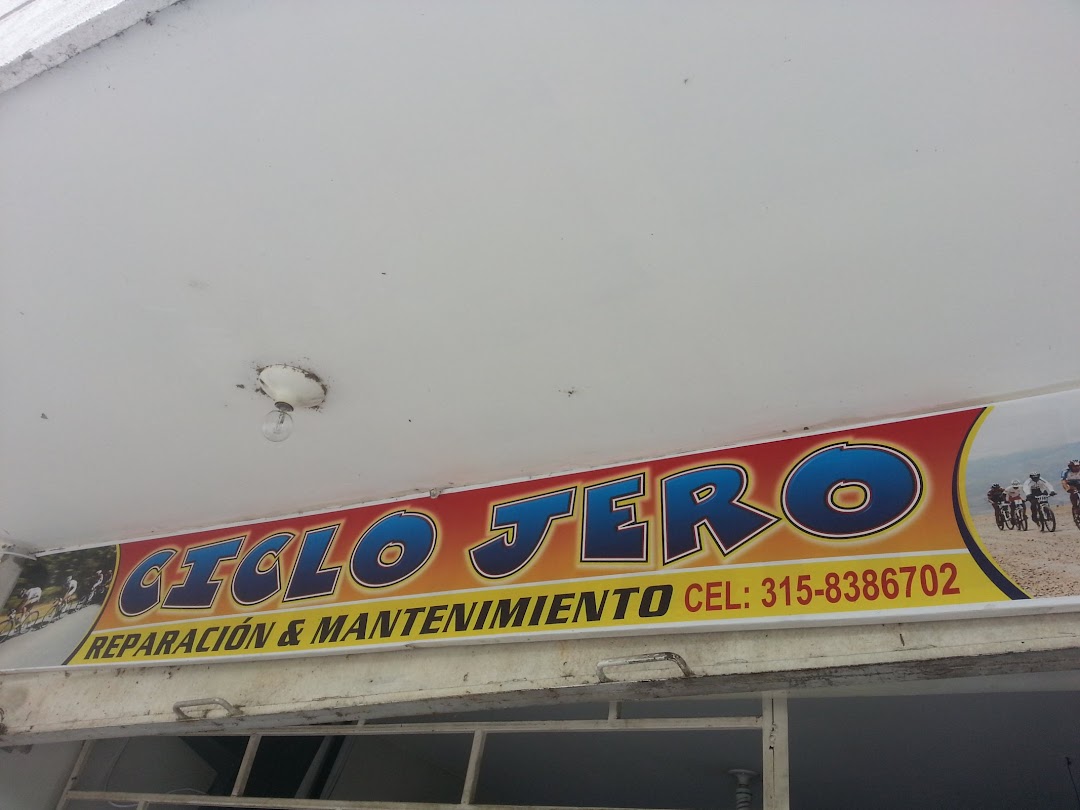 CICLO JERO
REPARACIÓN & MANTENIMIENTO CEL: 315-8386702